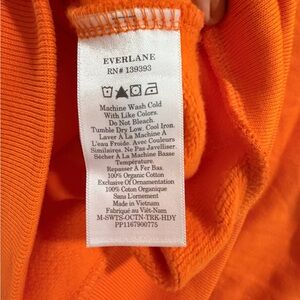 EVERLANE
RN# 139393
Machine Wash Cold
With Like Colors.
Do Not Bleach.
Tumble Dry Low. Cool Iron.
Laver À La Machine À
L'eau Froide. Avec Couleurs
Similaires. Ne Pas Javelliser.
Sécher À La Machine Basse
Température.
Repasser À Fer Bas.
100% Organic Cotton
Exclusive Of Ornamentation
100% Coton Organique
Sans L'ornement
Made in Vietnam
Fabriqué au Viêt-Nam
M-SWTS-OCTN-TRK-HDY
PP1167900775